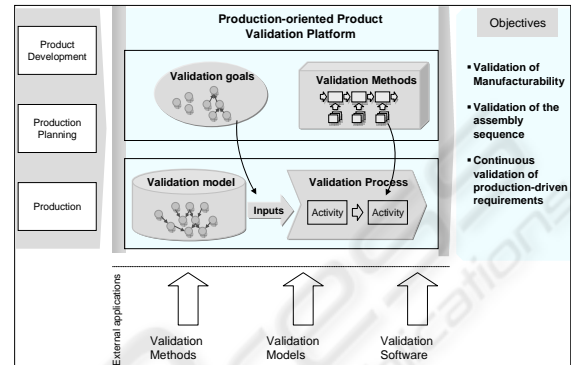 Product
Development
Production
Planning
Production
Production-oriented Product
Validation Platform
Validation goals
Validation Methods
Validation model
Inputs
Validation Process
Activity
Activity
Objectives
▪ Validation of
Manufacturability
▪ Validation of the
assembly
sequence
▪ Continuous
validation of
production-driven
requirements
External applications
Validation
Methods
Validation
Models
Validation
Software